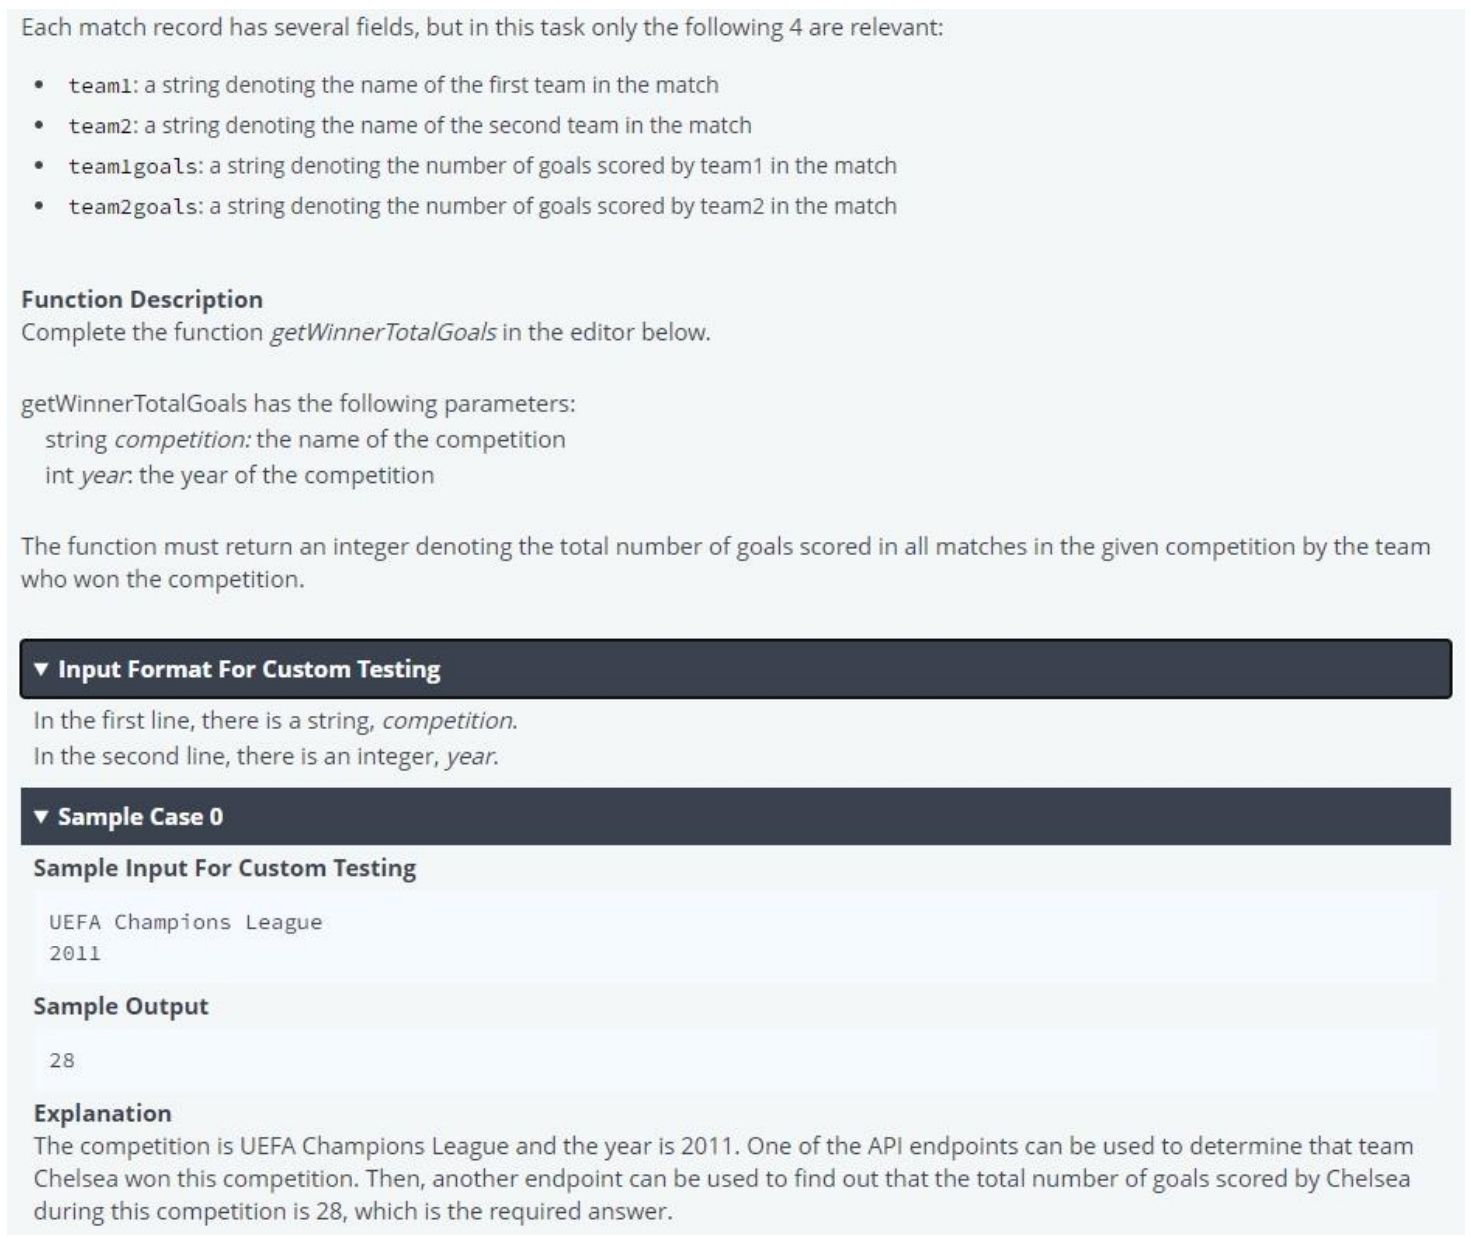 Each match record has several fields, but in this task only the following 4 are relevant:
• team1: a string denoting the name of the first team in the match
• team2: a string denoting the name of the second team in the match
• team1goals: a string denoting the number of goals scored by team1 in the match
• team2goals: a string denoting the number of goals scored by team2 in the match
Function Description
Complete the function getWinnerTotalGoals in the editor below.
getWinnerTotalGoals has the following parameters:
string competition: the name of the competition
int year: the year of the competition
The function must return an integer denoting the total number of goals scored in all matches in the given competition by the team
who won the competition.
▼ Input Format For Custom Testing
In the first line, there is a string, competition.
In the second line, there is an integer, year.
▼ Sample Case 0
Sample Input For Custom Testing
UEFA Champions League
2011
Sample Output
28
Explanation
The competition is UEFA Champions League and the year is 2011. One of the API endpoints can be used to determine that team
Chelsea won this competition. Then, another endpoint can be used to find out that the total number of goals scored by Chelsea
during this competition is 28, which is the required answer.